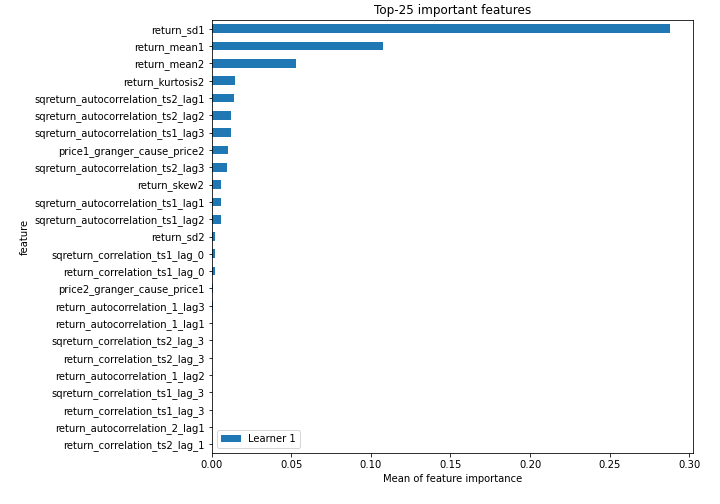 Top-25 important features
return_sd1
return_mean1
return_mean2
return_kurtosis2
sqreturn_autocorrelation_ts2_lag1
sqreturn_autocorrelation_ts2_lag2
sqreturn_autocorrelation_ts1_lag3
price1_granger_cause_price2
sqreturn_autocorrelation_ts2_lag3
return_skew2
sqreturn_autocorrelation_ts1_lag1
sqreturn_autocorrelation_ts1_lag2
return_sd2
sqreturn_correlation_ts1_lag_0
return_correlation_ts1_lag_0
price2_granger_cause_price1
return_autocorrelation_1_lag3
return_autocorrelation_1_lag1
sqreturn_correlation_ts2_lag_3
return_correlation_ts2_lag_3
return_autocorrelation_1_lag2
sqreturn_correlation_ts1_lag_3
return_correlation_ts1_lag_3
return_autocorrelation_2_lag1
return_correlation_ts2_lag_1
feature
Learner 1
0.00 0.05 0.10 0.15 0.20 0.25 0.30
Mean of feature importance